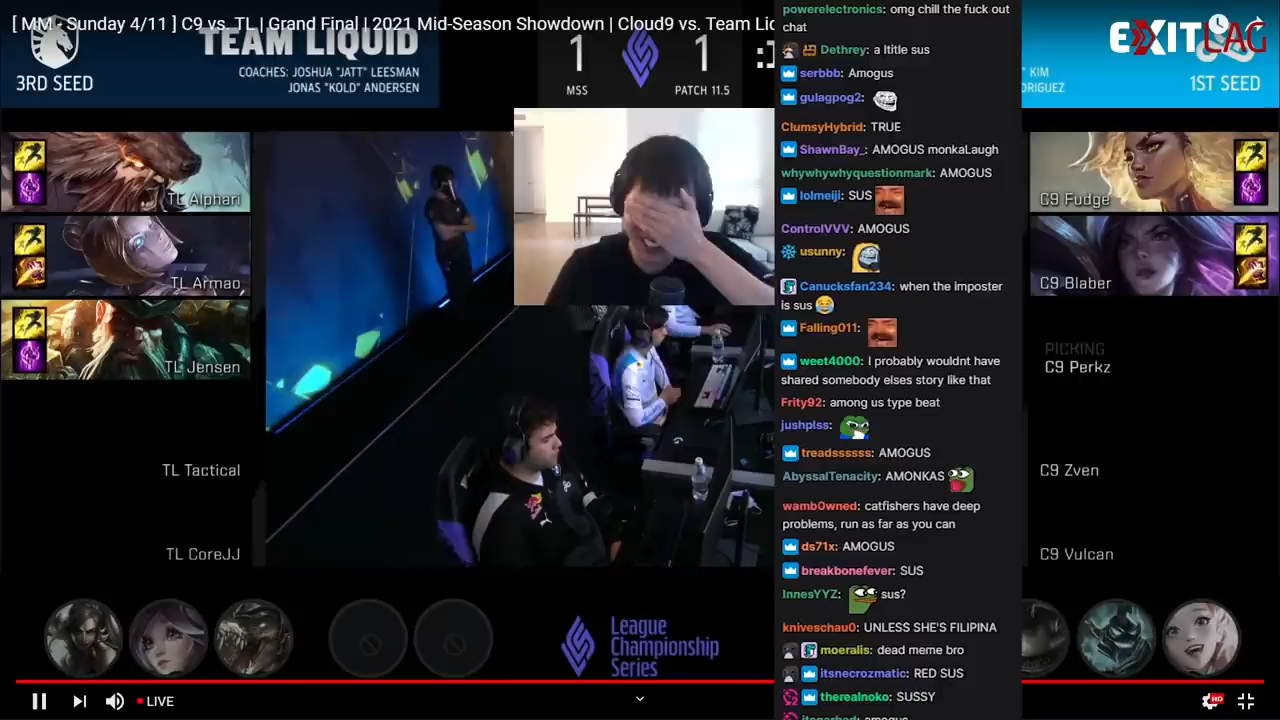 [ MM - Sunday 4/11 ] C9 vs. TL | Grand Final | 2021 Mid-Season Showdown | Cloud9 vs. Team Liq
TEAM LIQUID
3RD SEED
COACHES: JOSHUA "JATT" LEESMAN
JONAS "KOLD" ANDERSEN
1
MSS
1
PATCH 11.5
EXITLAG
" KIM
DRIGUEZ
1ST SEED
TL Alphari
TL Armao
TL Jensen
TL Tactical
TL CoreJJ
C9 Fudge
C9 Blaber
PICKING
C9 Perkz
C9 Zven
C9 Vulcan
powerelectronics: omg chill the fuck out
chat
Dethrey: a ltitle sus
serbbb: Amogus
gulagpog2:
ClumsyHybrid: TRUE
ShawnBay_: AMOGUS monkaLaugh
whywhywhyquestionmark: AMOGUS
lolmeiji: SUS
ControlVVV: AMOGUS
usunny:
Canucksfan234: when the imposter
is sus 😂
Falling011:
weet4000: I probably wouldnt have
shared somebody elses story like that
Frity92: among us type beat
jushplss:
treadssssss: AMOGUS
AbyssalTenacity: AMONKAS
wamb0wned: catfishers have deep
problems, run as far as you can
ds71x: AMOGUS
breakbonefever: SUS
InnesYYZ: sus?
kniveschau0: UNLESS SHE'S FILIPINA
moeralis: dead meme bro
itsnecrozmatic: RED SUS
therealnoko: SUSSY
League
Championship
Series
LIVE
HD